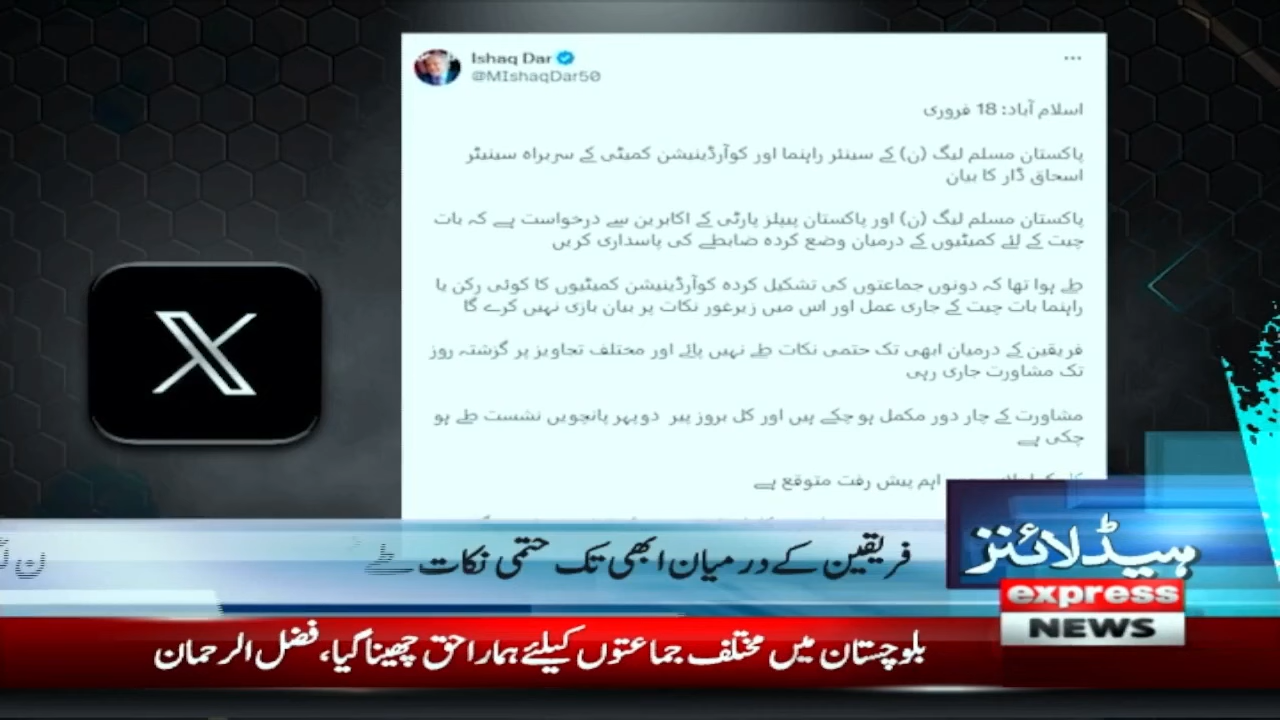 Ishaq Dar
@MIshaqDar50
اسلام آباد: 18 فروری
پاکستان مسلم لیگ (ن) کے سینئر راہنما اور کوآرڈینیشن کمیٹی کے سربراہ سینیٹر
اسحاق ڈار کا بیان
پاکستان مسلم لیگ (ن) اور پاکستان پیپلز پارٹی کے اکابرین سے درخواست ہے کہ بات
چیت کے لئے کمیٹیوں کے درمیان وضع کردہ ضابطے کی پاسداری کریں
طے ہوا تھا کہ دونوں جماعتوں کی تشکیل کردہ کوآرڈینیشن کمیٹیوں کا کوئی رکن یا
راہنما بات چیت کے جاری عمل اور اس میں زیرغور نکات پر بیان بازی نہیں کرے گا
فریقین کے درمیان ابھی تک حتمی نکات طے نہیں پائے اور مختلف تجاویز پر گزشتہ روز
تک مشاورت جاری رہی
مشاورت کے چار دور مکمل ہو چکے ہیں اور کل بروز پیر دوپہر پانچویں نشست طے ہو
چکی ہے
اہم پیش رفت متوقع ہے
فریقین کے درمیان ابھی تک حتمی نکات طے
ہیڈلائنز
express
NEWS
بلوچستان میں مختلف جماعتوں کیلئے ہمارا حق چھینا گیا، فضل الرحمان